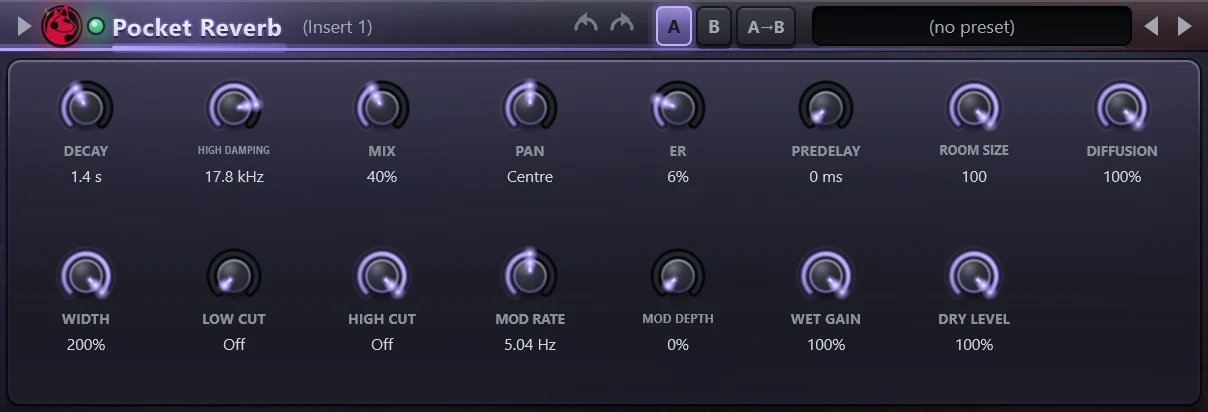 Pocket Reverb (Insert 1) A B A→B (no preset)
DECAY HIGH DAMPING MIX PAN ER PREDELAY ROOM SIZE DIFFUSION
1.4 s 17.8 kHz 40% Centre 6% 0 ms 100 100%
WIDTH LOW CUT HIGH CUT MOD RATE MOD DEPTH WET GAIN DRY LEVEL
200% Off Off 5.04 Hz 0% 100% 100%